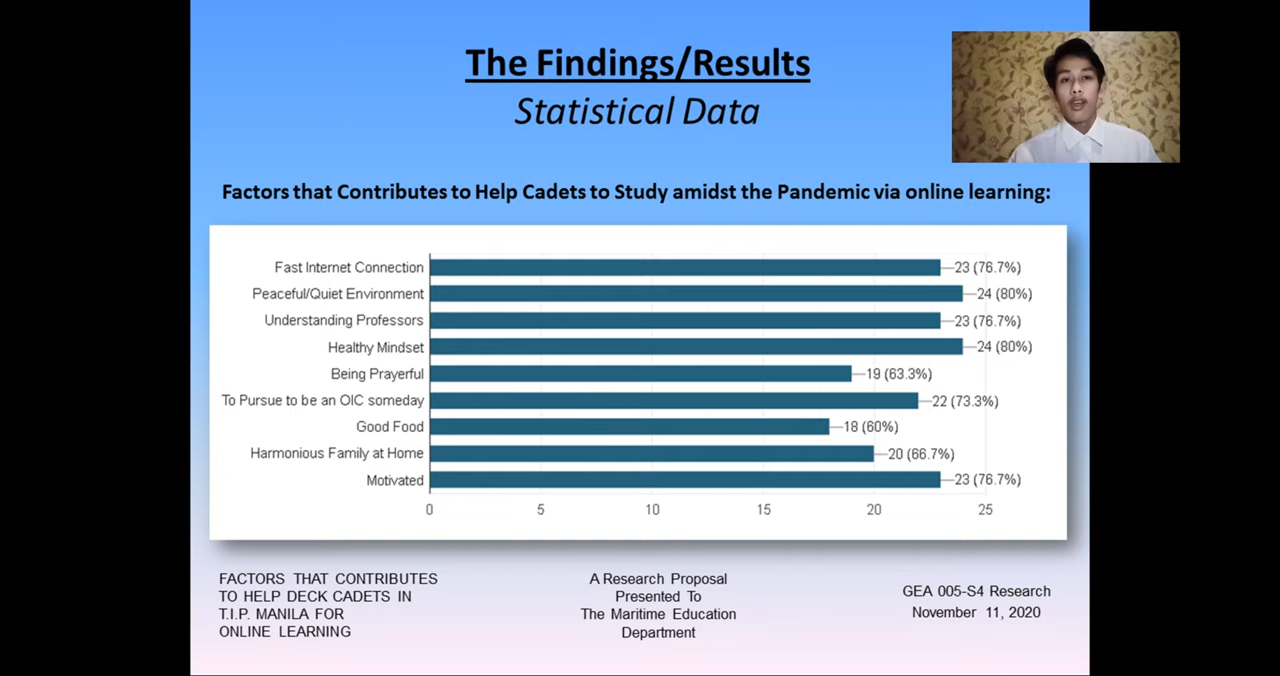 The Findings/Results
Statistical Data
Factors that Contributes to Help Cadets to Study amidst the Pandemic via online learning:
Fast Internet Connection 23 (76.7%)
Peaceful/Quiet Environment 24 (80%)
Understanding Professors 23 (76.7%)
Healthy Mindset 24 (80%)
Being Prayerful 19 (63.3%)
To Pursue to be an OIC someday 22 (73.3%)
Good Food 18 (60%)
Harmonious Family at Home 20 (66.7%)
Motivated 23 (76.7%)
0 5 10 15 20 25
FACTORS THAT CONTRIBUTES
TO HELP DECK CADETS IN
T.I.P. MANILA FOR
ONLINE LEARNING
A Research Proposal
Presented To
The Maritime Education
Department
GEA 005-S4 Research
November 11, 2020